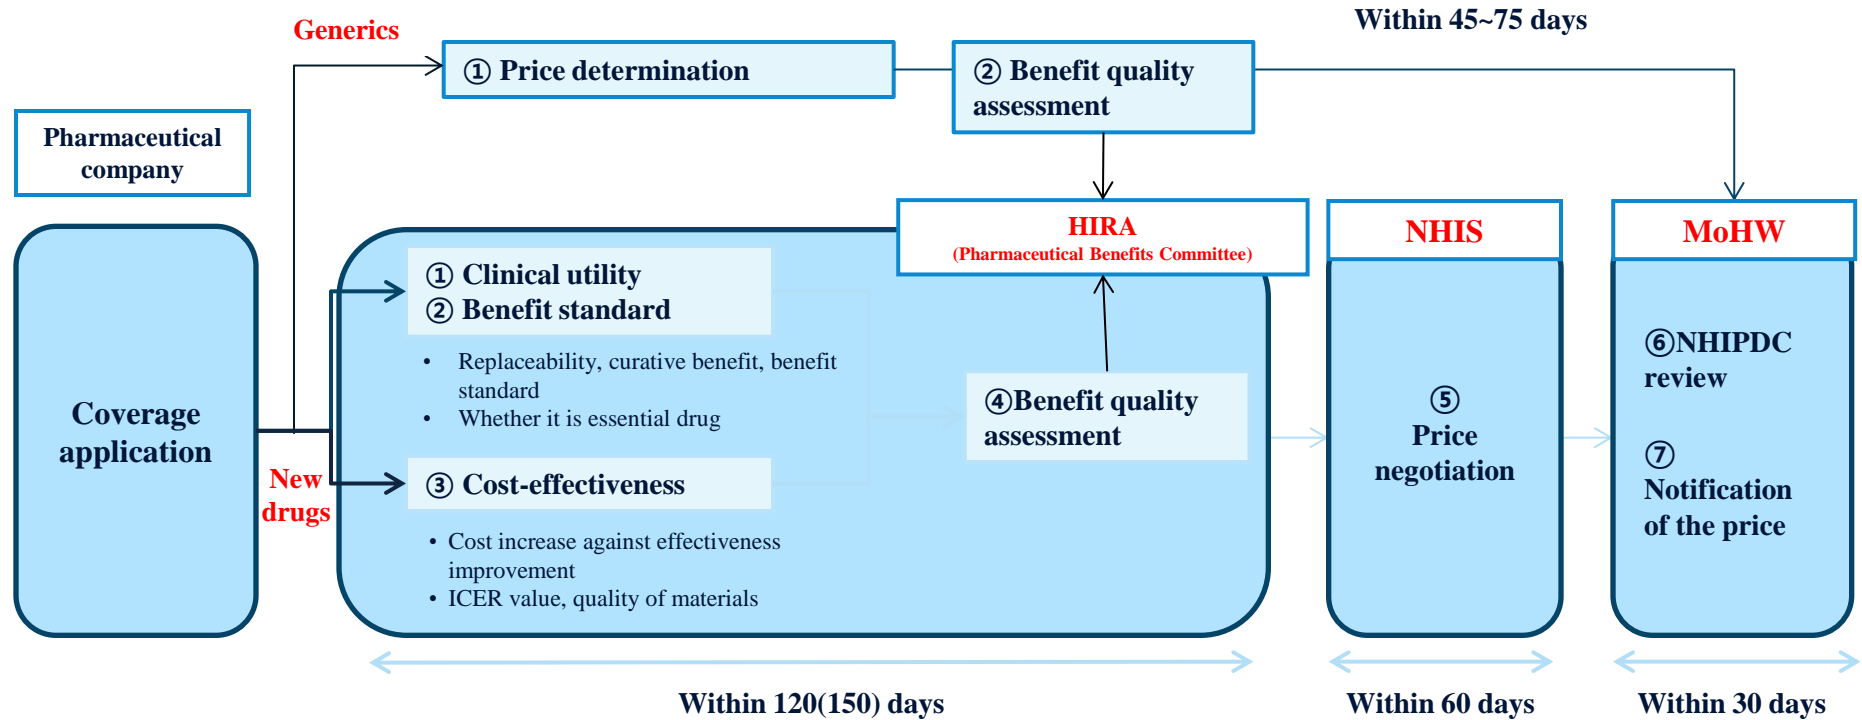 Generics
Within 45~75 days
① Price determination
② Benefit quality
assessment
Pharmaceutical
company
HIRA
(Pharmaceutical Benefits Committee)
NHIS
MoHW
Coverage
application
New
drugs
① Clinical utility
② Benefit standard
• Replaceability, curative benefit, benefit
standard
• Whether it is essential drug
③ Cost-effectiveness
• Cost increase against effectiveness
improvement
• ICER value, quality of materials
④Benefit quality
assessment
⑤
Price
negotiation
⑥NHIPDC
review
⑦
Notification
of the price
Within 120(150) days
Within 60 days
Within 30 days